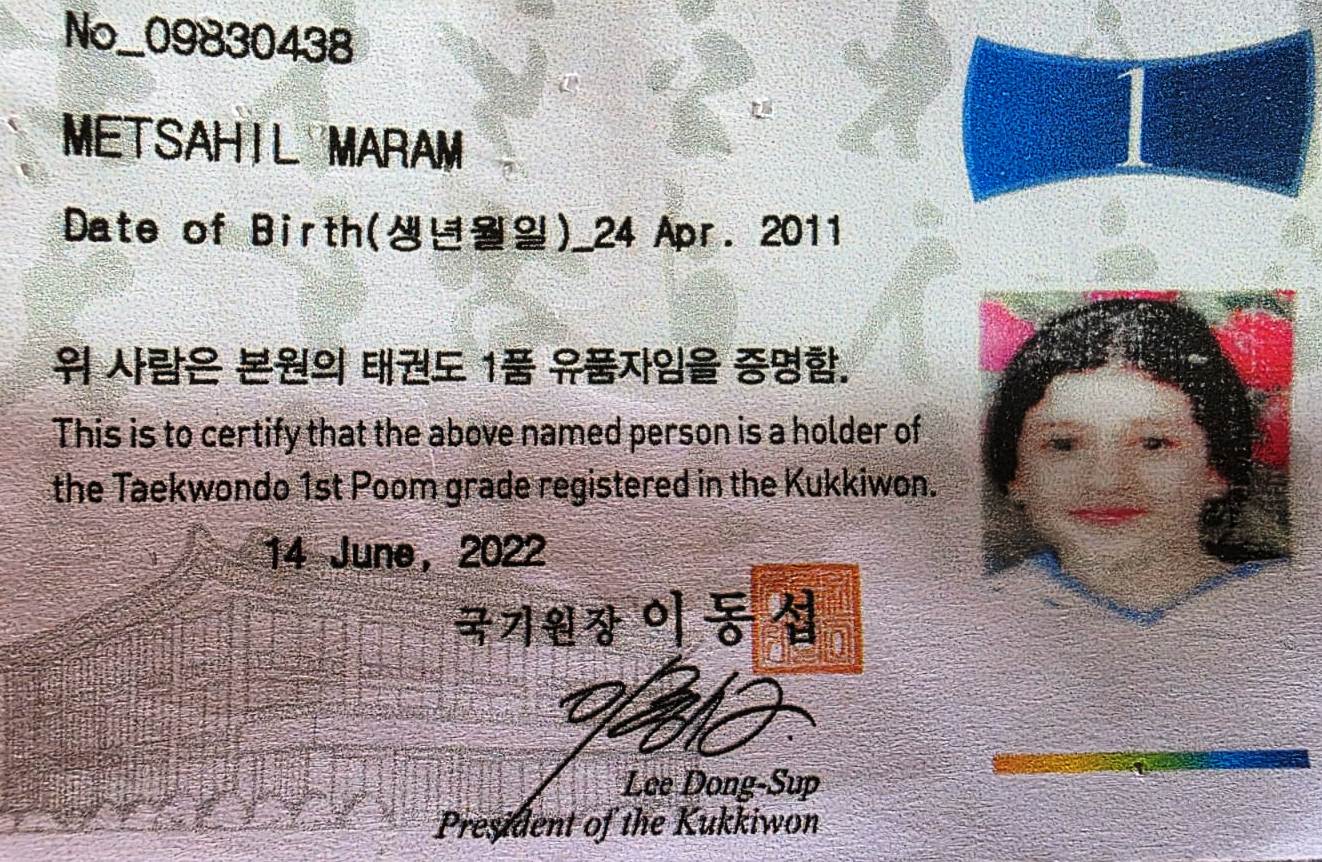 No_09830438
1
METSAHIL MARAM
Date of Birth(생년월일)_24 Apr. 2011
위 사람은 본원의 태권도 1품 유품자임을 증명함.
This is to certify that the above named person is a holder of
the Taekwondo 1st Poom grade registered in the Kukkiwon.
14 June, 2022
국기원장 이 동 섭
Lee Dong-Sup
President of the Kukkiwon